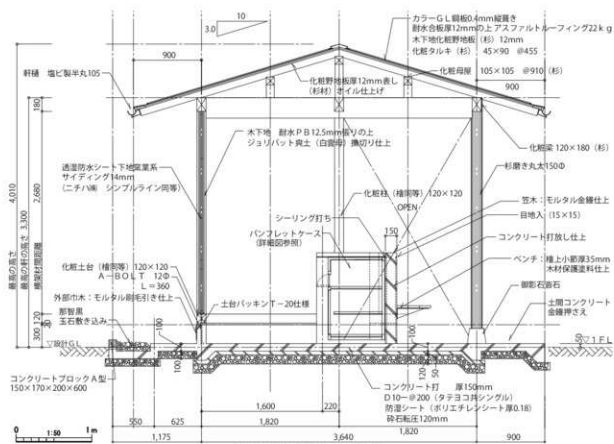 10
3.0
カラーGL鋼板0.4mm縦葺き
耐水合板厚12mmの上 アスファルトルーフィング22kg
木下地化粧野地板（杉）12mm
化粧タルキ（杉） 45×90 @455
900
軒樋 塩ビ製半丸105
化粧野地板厚12mm表し
（杉材）オイル仕上げ
化粧母屋 105×105 @910（杉）
900
180
木下地 耐水PB12.5mm張りの上
ジョリパット爽土（白雲母）擦切り仕上
化粧梁 120×180（杉）
透湿防水シート下地窯業系
サイディング14mm
（ニチハ㈱ シンプルライン同等）
杉磨き丸太150Φ
4,010
最高の高さ
3,300
最高の軒の高さ
2,680
横架材間距離
化粧柱（檜同等）120×120
OPEN
笠木：モルタル金鏝仕上
シーリング打ち
150
目地入（15×15）
パンフレットケース
（詳細図参照）
コンクリート打放し仕上
化粧土台（檜同等）120×120
A－BOLT 12Φ
L=360
ベンチ：檜上小節厚35mm
木材保護塗料仕上
外部巾木：モルタル刷毛引き仕上
土台パッキンT－20仕様
御影石沓石
120
20
300
那智黒
玉石敷き込み
土間コンクリート
金鏝押さえ
▽設計GL
100
100
100
50
120
50
▽1FL
コンクリートブロックA型
150×170×200×600
コンクリート打 厚150mm
D10ー@200（タテヨコ共シングル）
防湿シート（ポリエチレンシート厚0.18）
砕石転圧120mm
1,600
220
550
625
1,820
1,820
1,175
3,640
900
0
1:50
1m